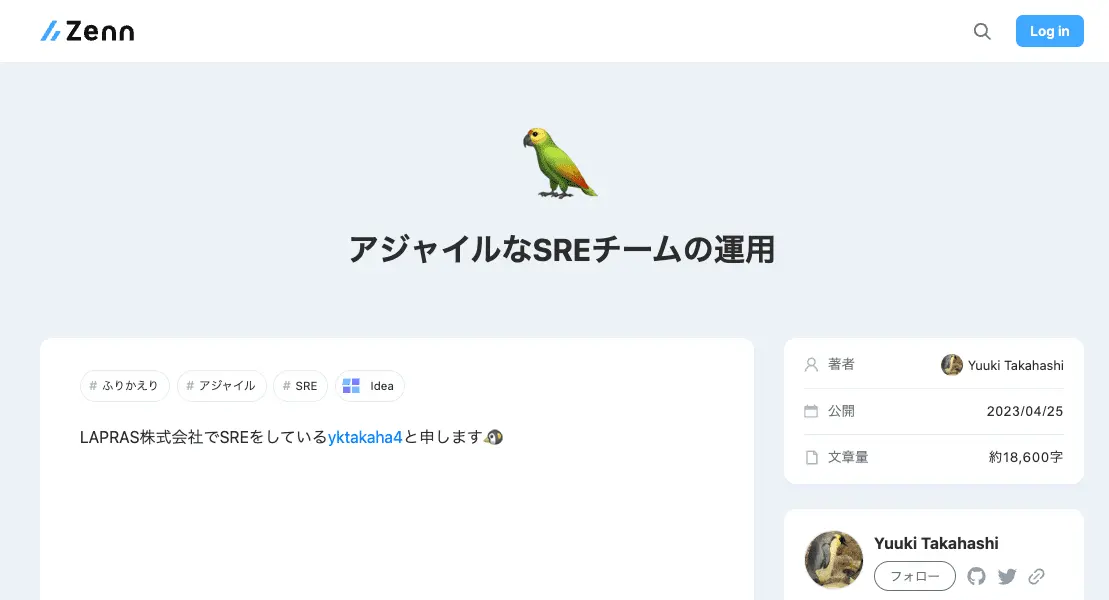 Zenn
Log in
アジャイルなSREチームの運用
# ふりかえり # アジャイル # SRE Idea
LAPRAS株式会社でSREをしているyktakaha4と申します
著者 Yuuki Takahashi
公開 2023/04/25
文章量 約18,600字
Yuuki Takahashi
フォロー